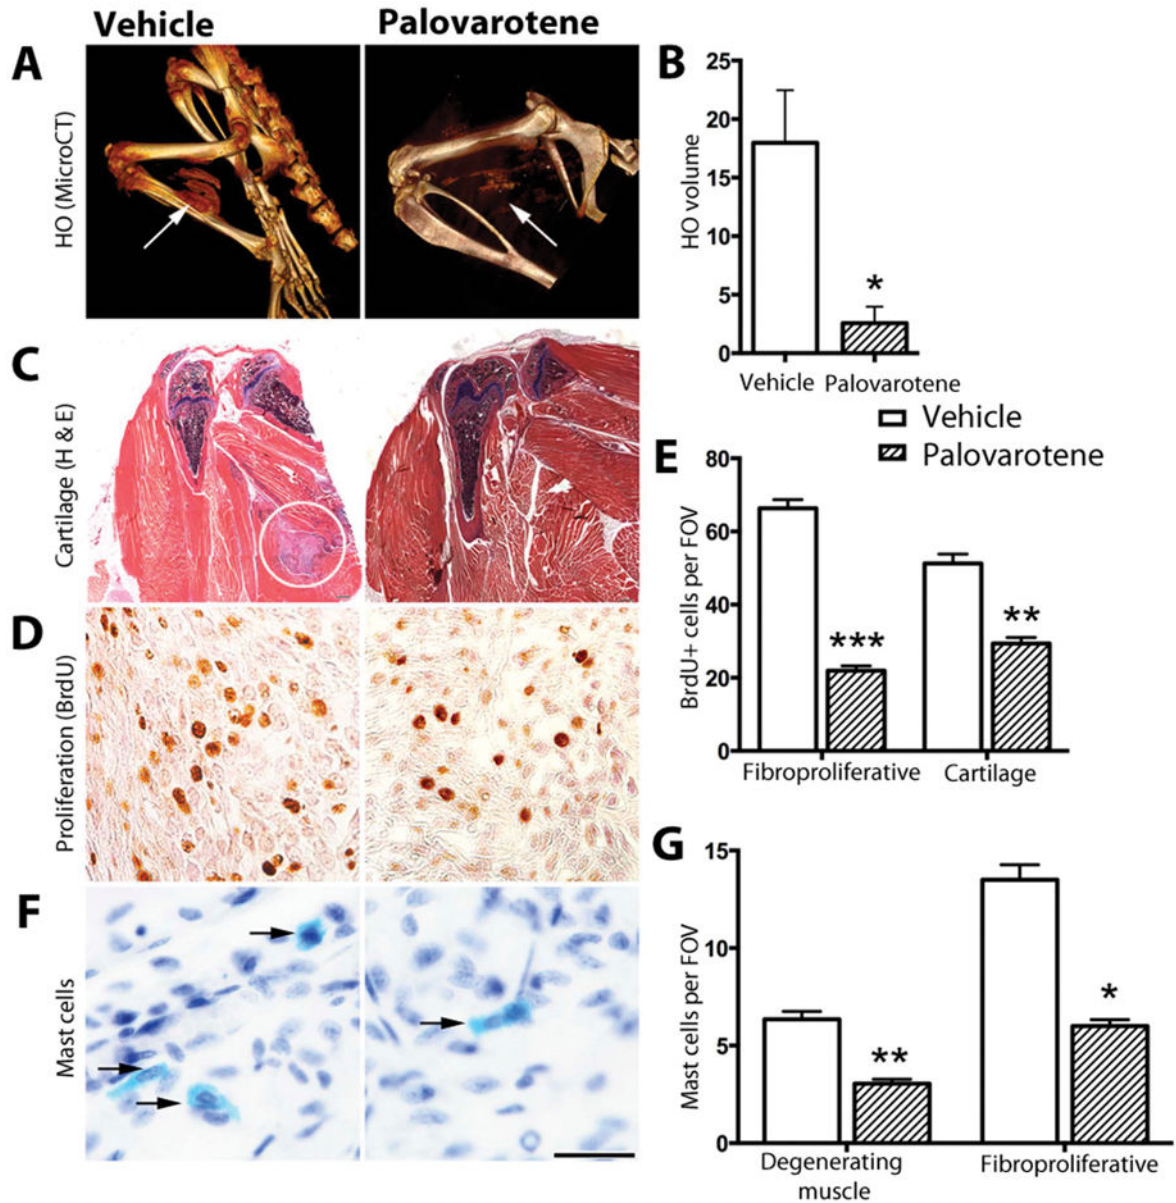 Vehicle
Palovarotene
A
HO (MicroCT)
B
HO volume
25
20
15
10
5
0
*
Vehicle
Palovarotene
C
Cartilage (H & E)
Vehicle
Palovarotene
D
Proliferation (BrdU)
E
BrdU+ cells per FOV
80
60
40
20
0
***
**
Fibroproliferative
Cartilage
F
Mast cells
G
Mast cells per FOV
15
10
5
0
**
*
Degenerating
muscle
Fibroproliferative